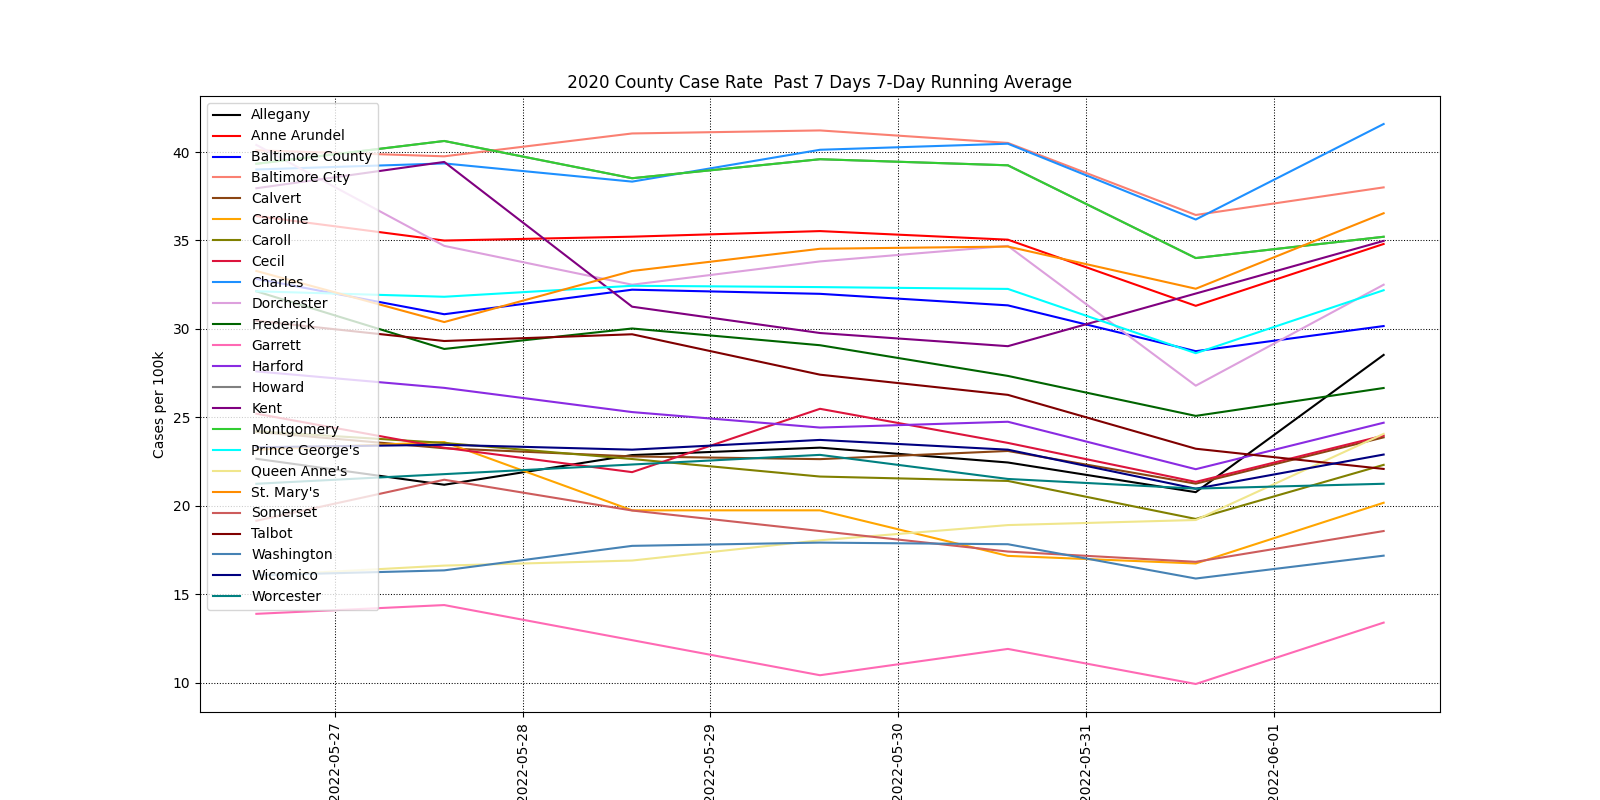 2020 County Case Rate  Past 7 Days 7-Day Running Average
Cases per 100k
40
35
30
25
20
15
10
Allegany
Anne Arundel
Baltimore County
Baltimore City
Calvert
Caroline
Caroll
Cecil
Charles
Dorchester
Frederick
Garrett
Harford
Howard
Kent
Montgomery
Prince George's
Queen Anne's
St. Mary's
Somerset
Talbot
Washington
Wicomico
Worcester
2022-05-27
2022-05-28
2022-05-29
2022-05-30
2022-05-31
2022-06-01